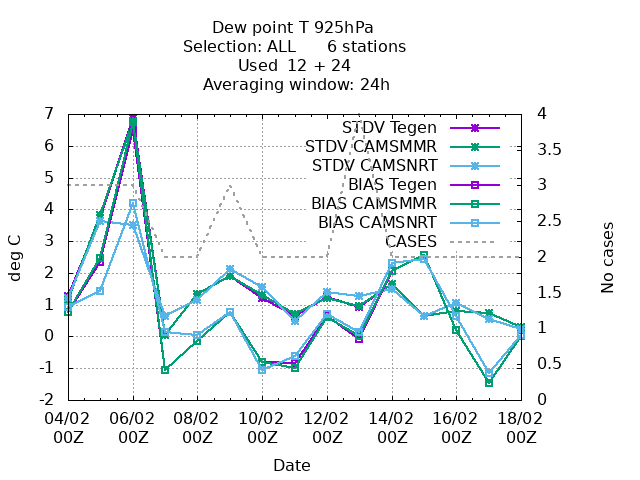 Dew point T 925hPa
Selection: ALL 6 stations
Used 12 + 24
Averaging window: 24h
7 4
STDV Tegen
STDV CAMSMMR
6 3.5
STDV CAMSNRT
5 3
BIAS Tegen
BIAS CAMSMMR
4 2.5
BIAS CAMSNRT
CASES
3 2
2 1.5
1 1
0 0.5
-1
-2 0
deg C
No cases
04/02 06/02 08/02 10/02 12/02 14/02 16/02 18/02
00Z 00Z 00Z 00Z 00Z 00Z 00Z 00Z
Date